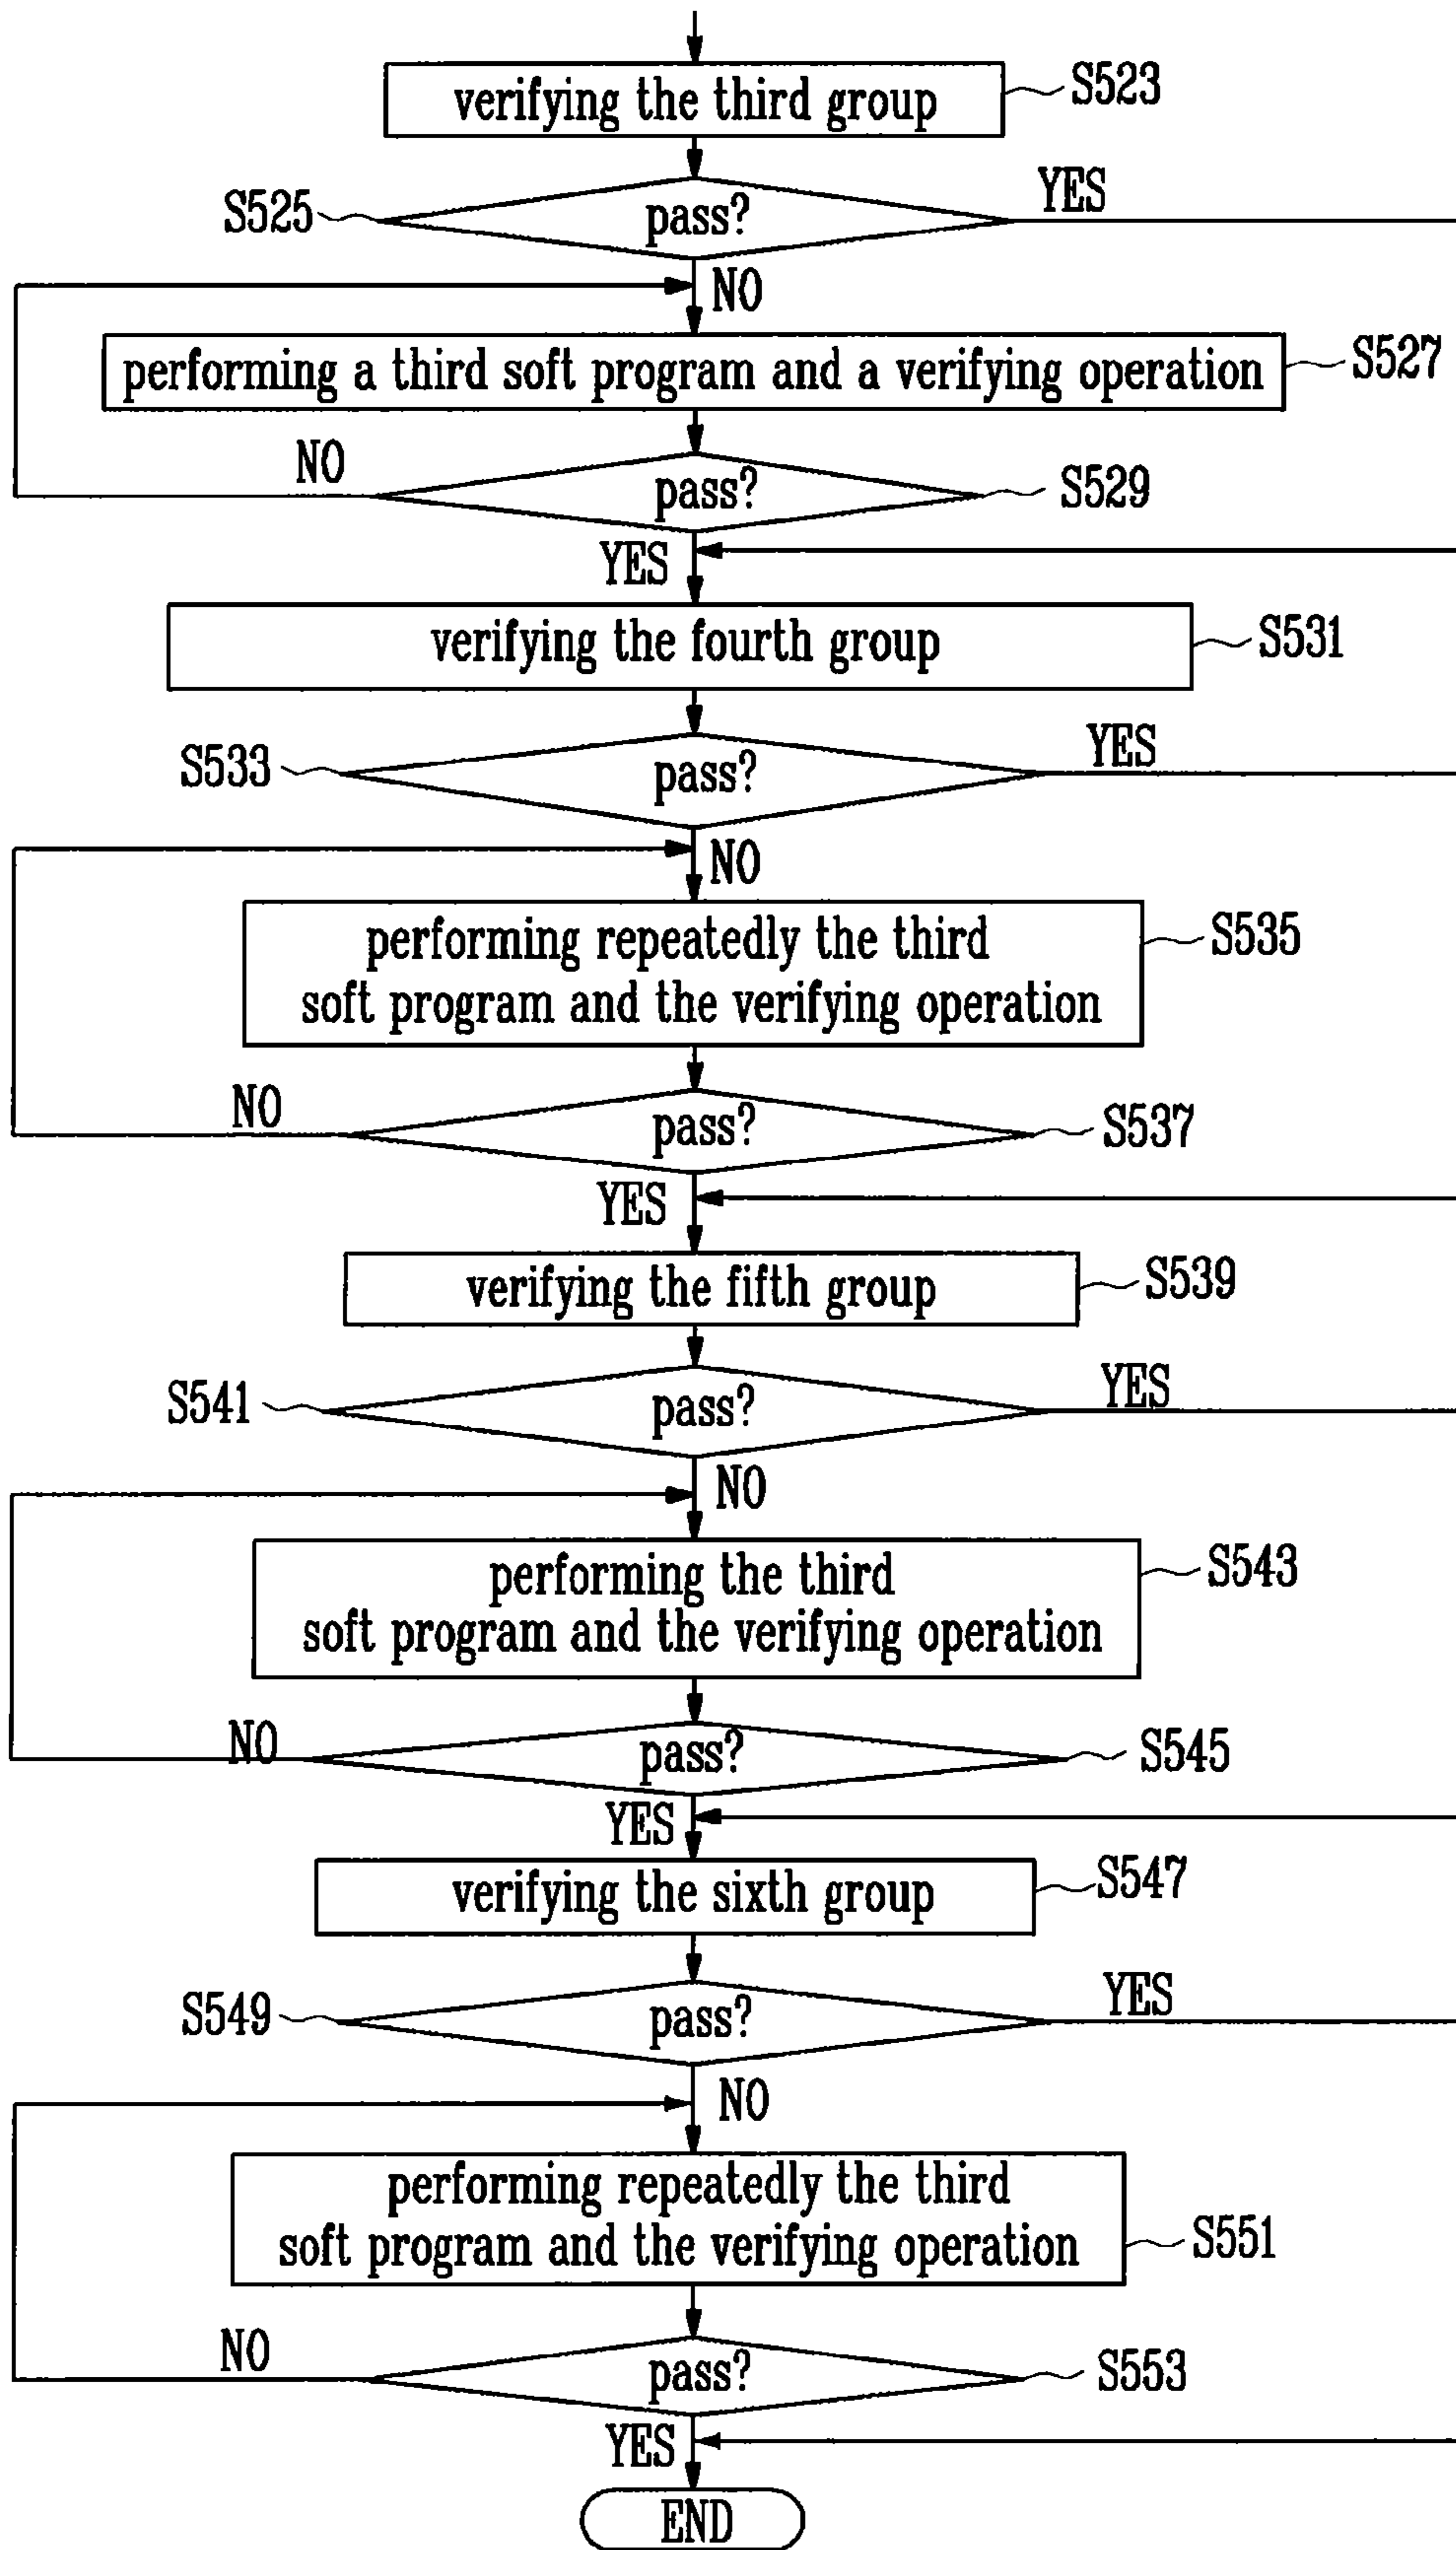 verifying the third group
S523
S525
pass?
YES
NO
performing a third soft program and a verifying operation
S527
NO
pass?
S529
YES
verifying the fourth group
S531
S533
pass?
YES
NO
performing repeatedly the third
soft program and the verifying operation
S535
NO
pass?
S537
YES
verifying the fifth group
S539
S541
pass?
YES
NO
performing the third
soft program and the verifying operation
S543
NO
pass?
S545
YES
verifying the sixth group
S547
S549
pass?
YES
NO
performing repeatedly the third
soft program and the verifying operation
S551
NO
pass?
S553
YES
END